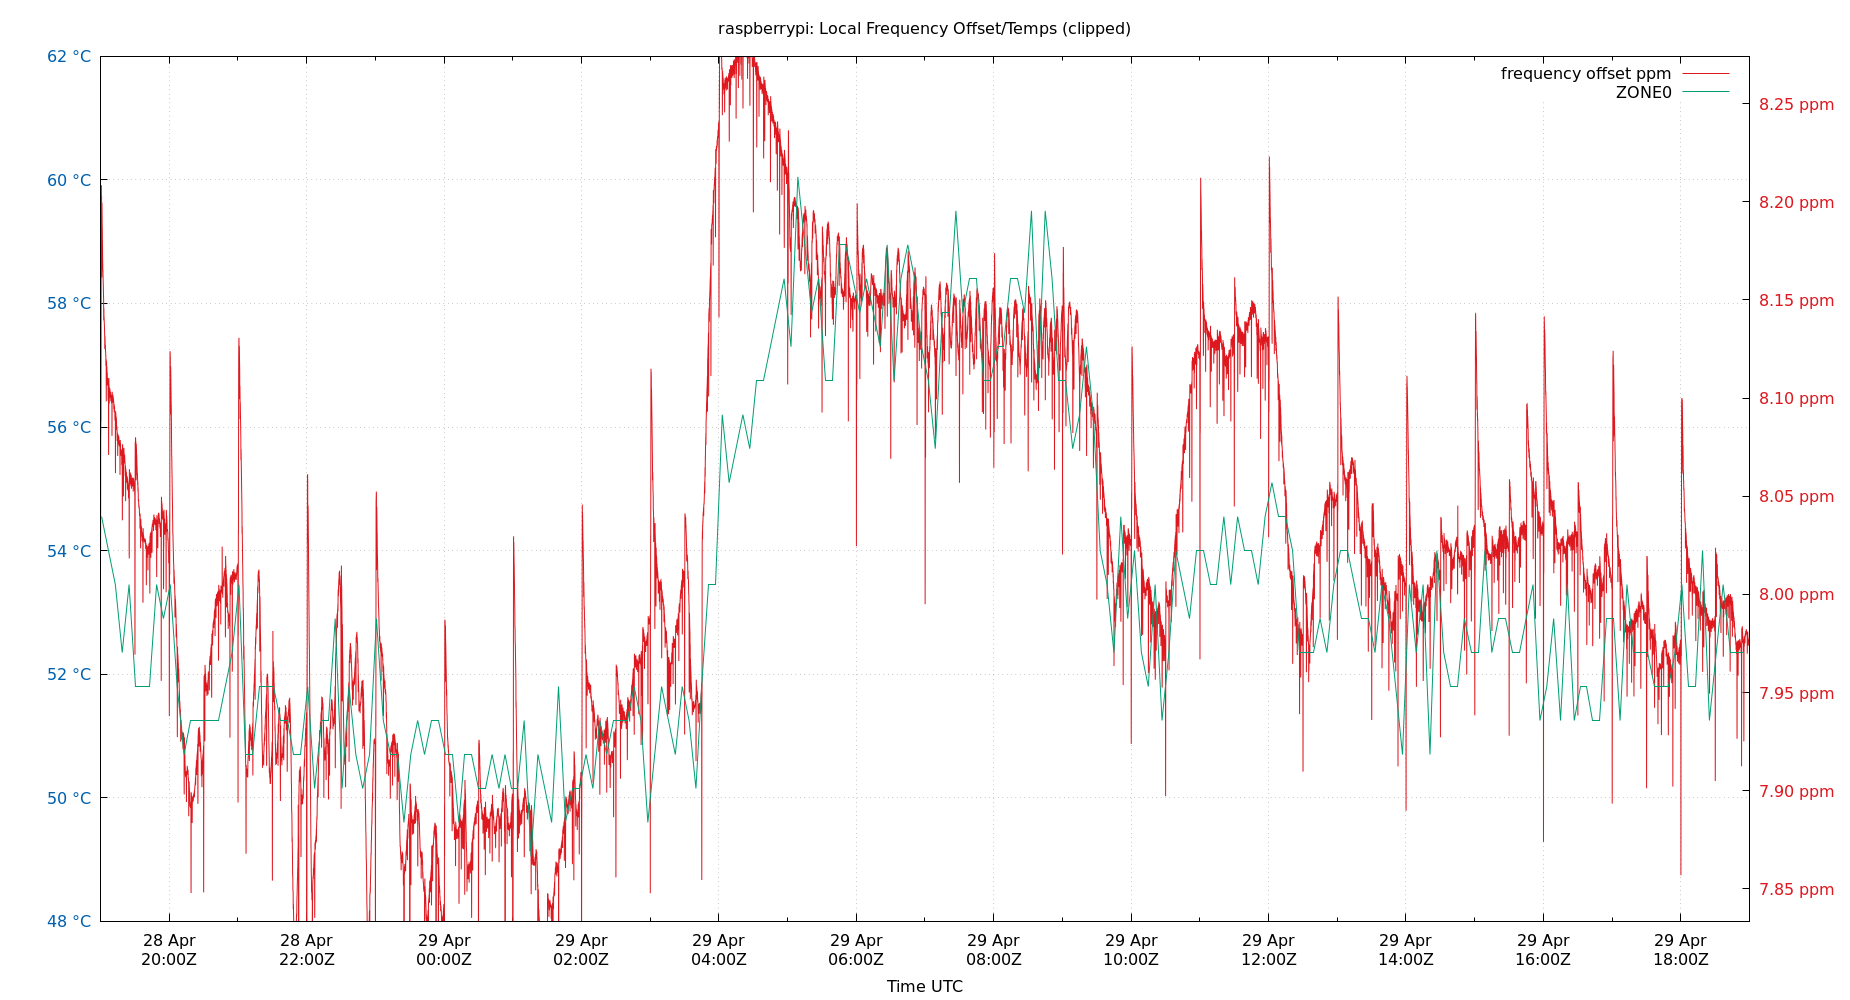 raspberrypi: Local Frequency Offset/Temps (clipped)
62 °C
60 °C
58 °C
56 °C
54 °C
52 °C
50 °C
48 °C
frequency offset ppm
ZONE0
8.25 ppm
8.20 ppm
8.15 ppm
8.10 ppm
8.05 ppm
8.00 ppm
7.95 ppm
7.90 ppm
7.85 ppm
28 Apr
20:00Z
28 Apr
22:00Z
29 Apr
00:00Z
29 Apr
02:00Z
29 Apr
04:00Z
29 Apr
06:00Z
29 Apr
08:00Z
29 Apr
10:00Z
29 Apr
12:00Z
29 Apr
14:00Z
29 Apr
16:00Z
29 Apr
18:00Z
Time UTC